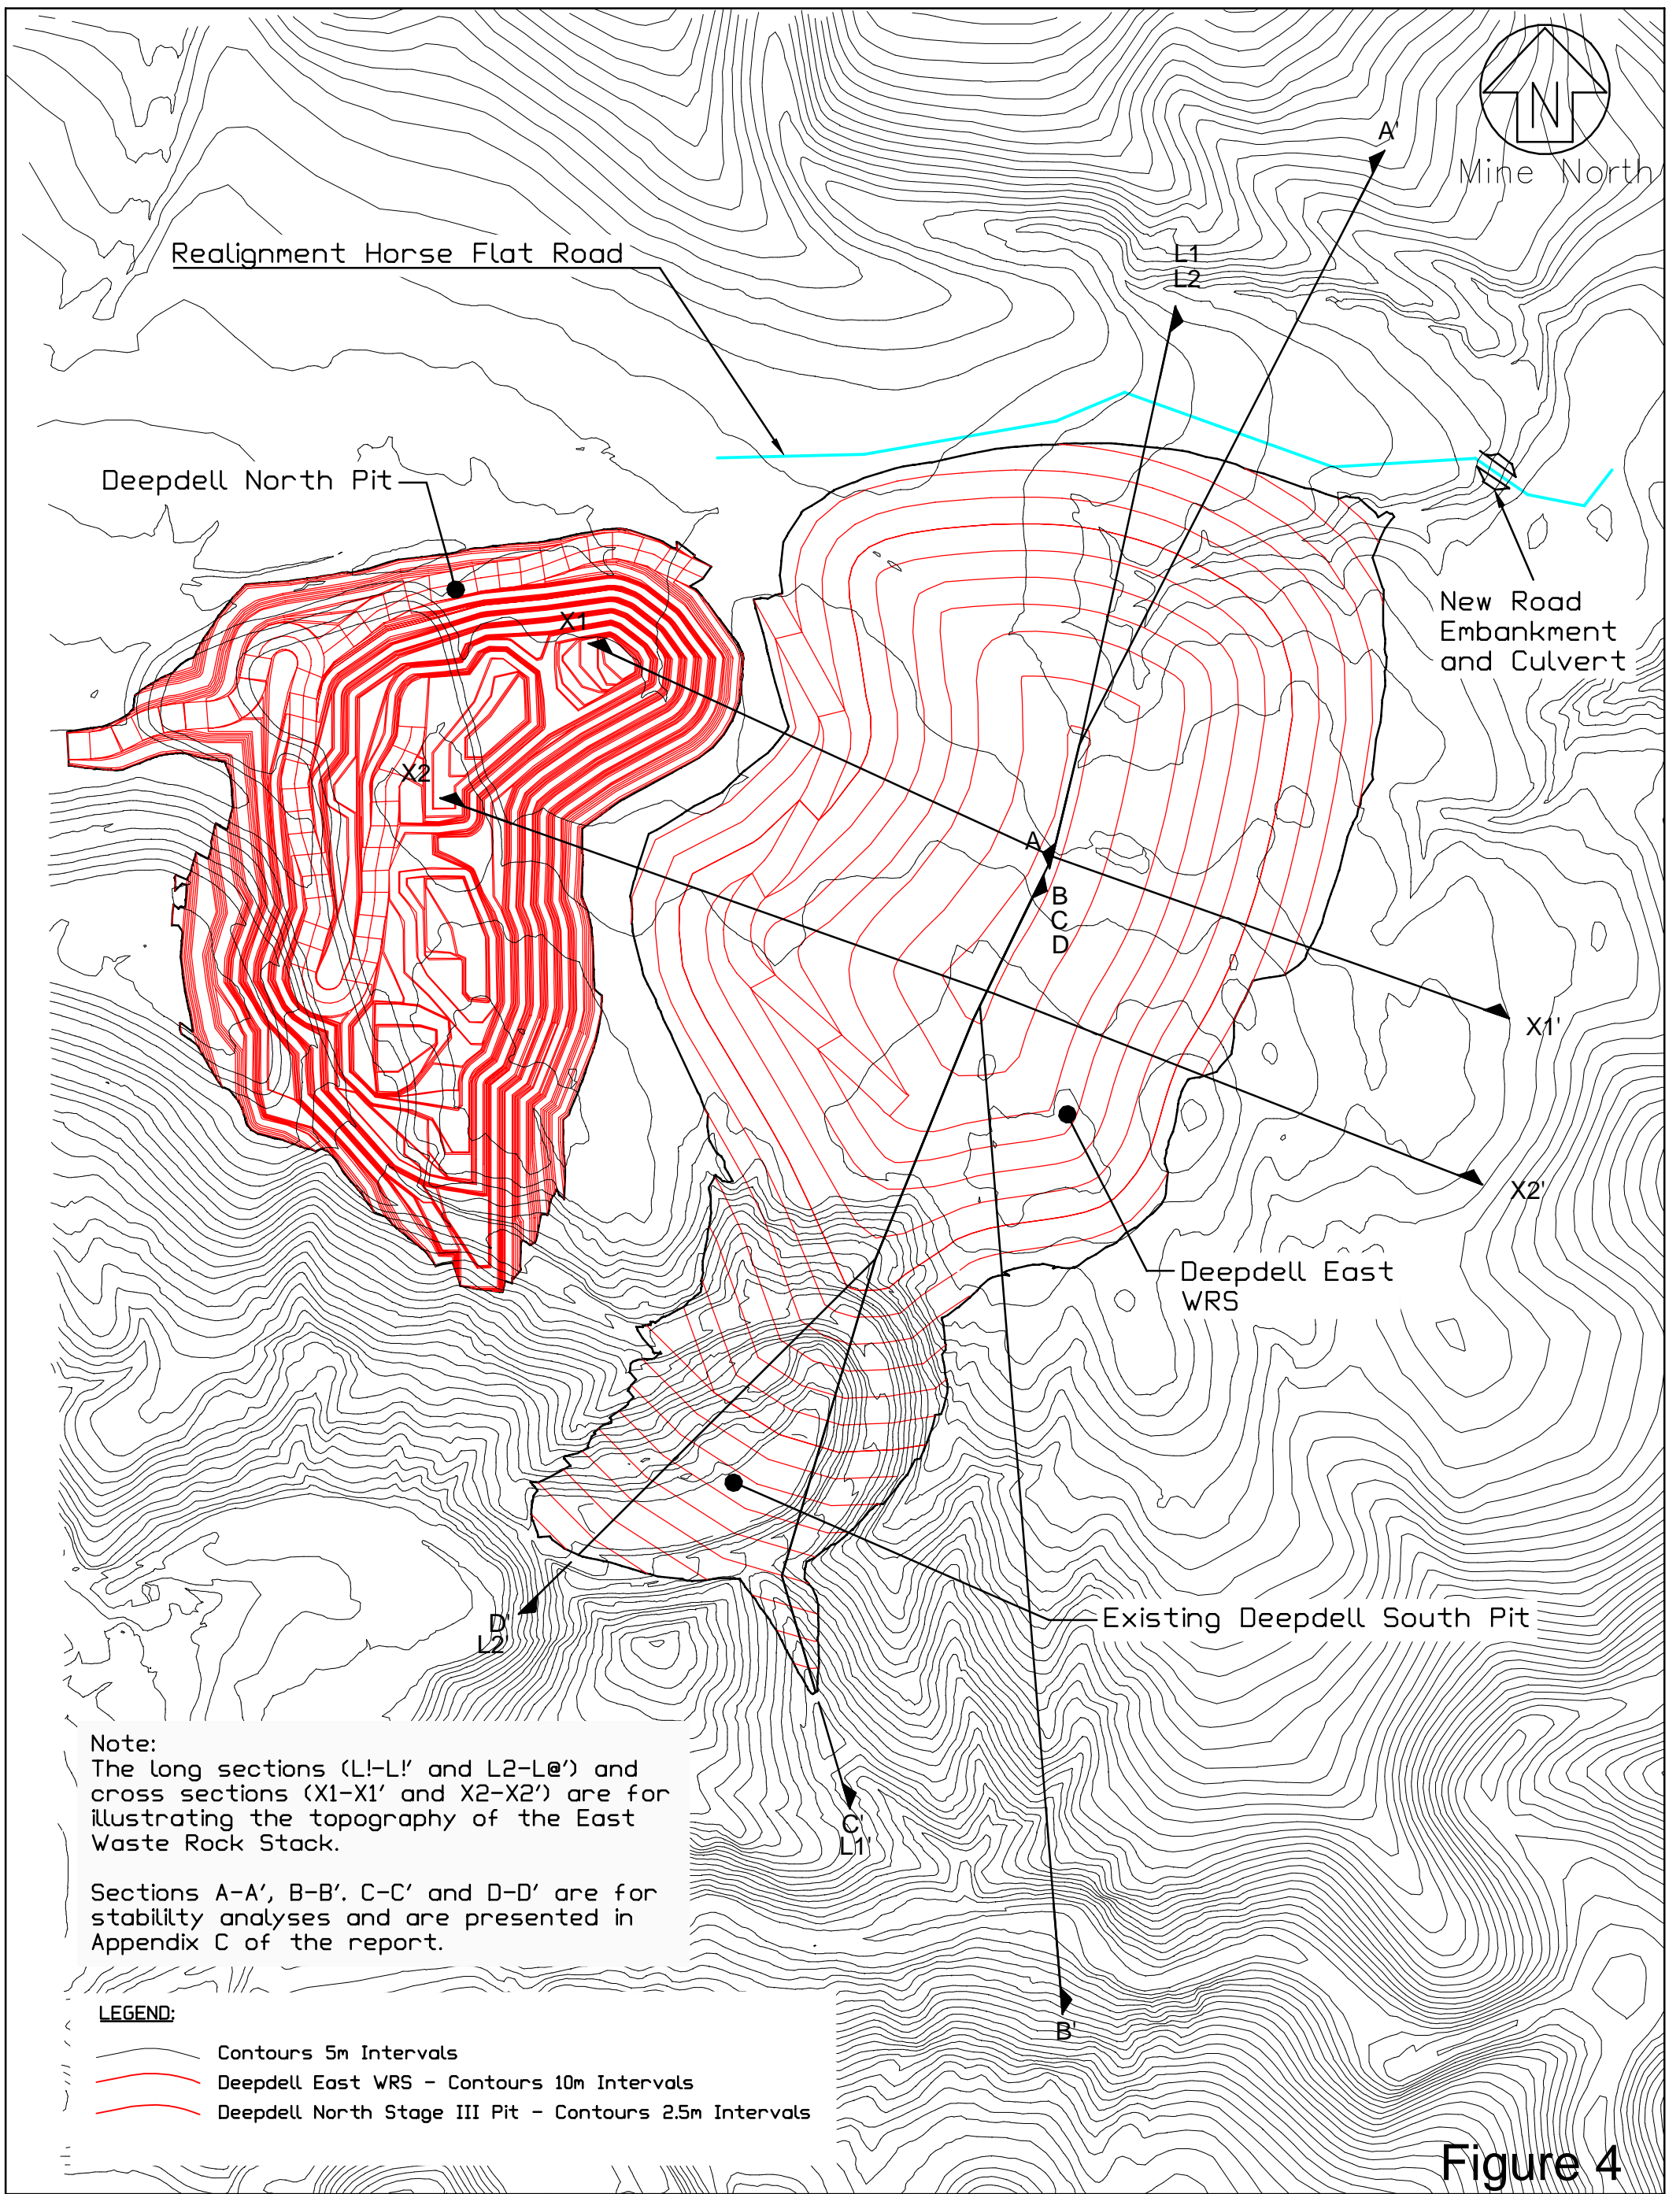 A'
N
Mine North
Realignment Horse Flat Road
L1
L2
Deepdell North Pit
New Road
Embankment
and Culvert
X1
X2
A
B
C
D
X1'
X2'
Deepdell East
WRS
Existing Deepdell South Pit
D'
L2'
C'
L1'
B'
Note:
The long sections (L!-L!' and L2-L@') and
cross sections (X1-X1' and X2-X2') are for
illustrating the topography of the East
Waste Rock Stack.
Sections A-A', B-B'. C-C' and D-D' are for
stabililty analyses and are presented in
Appendix C of the report.
LEGEND:
Contours 5m Intervals
Deepdell East WRS - Contours 10m Intervals
Deepdell North Stage III Pit - Contours 2.5m Intervals
Figure 4